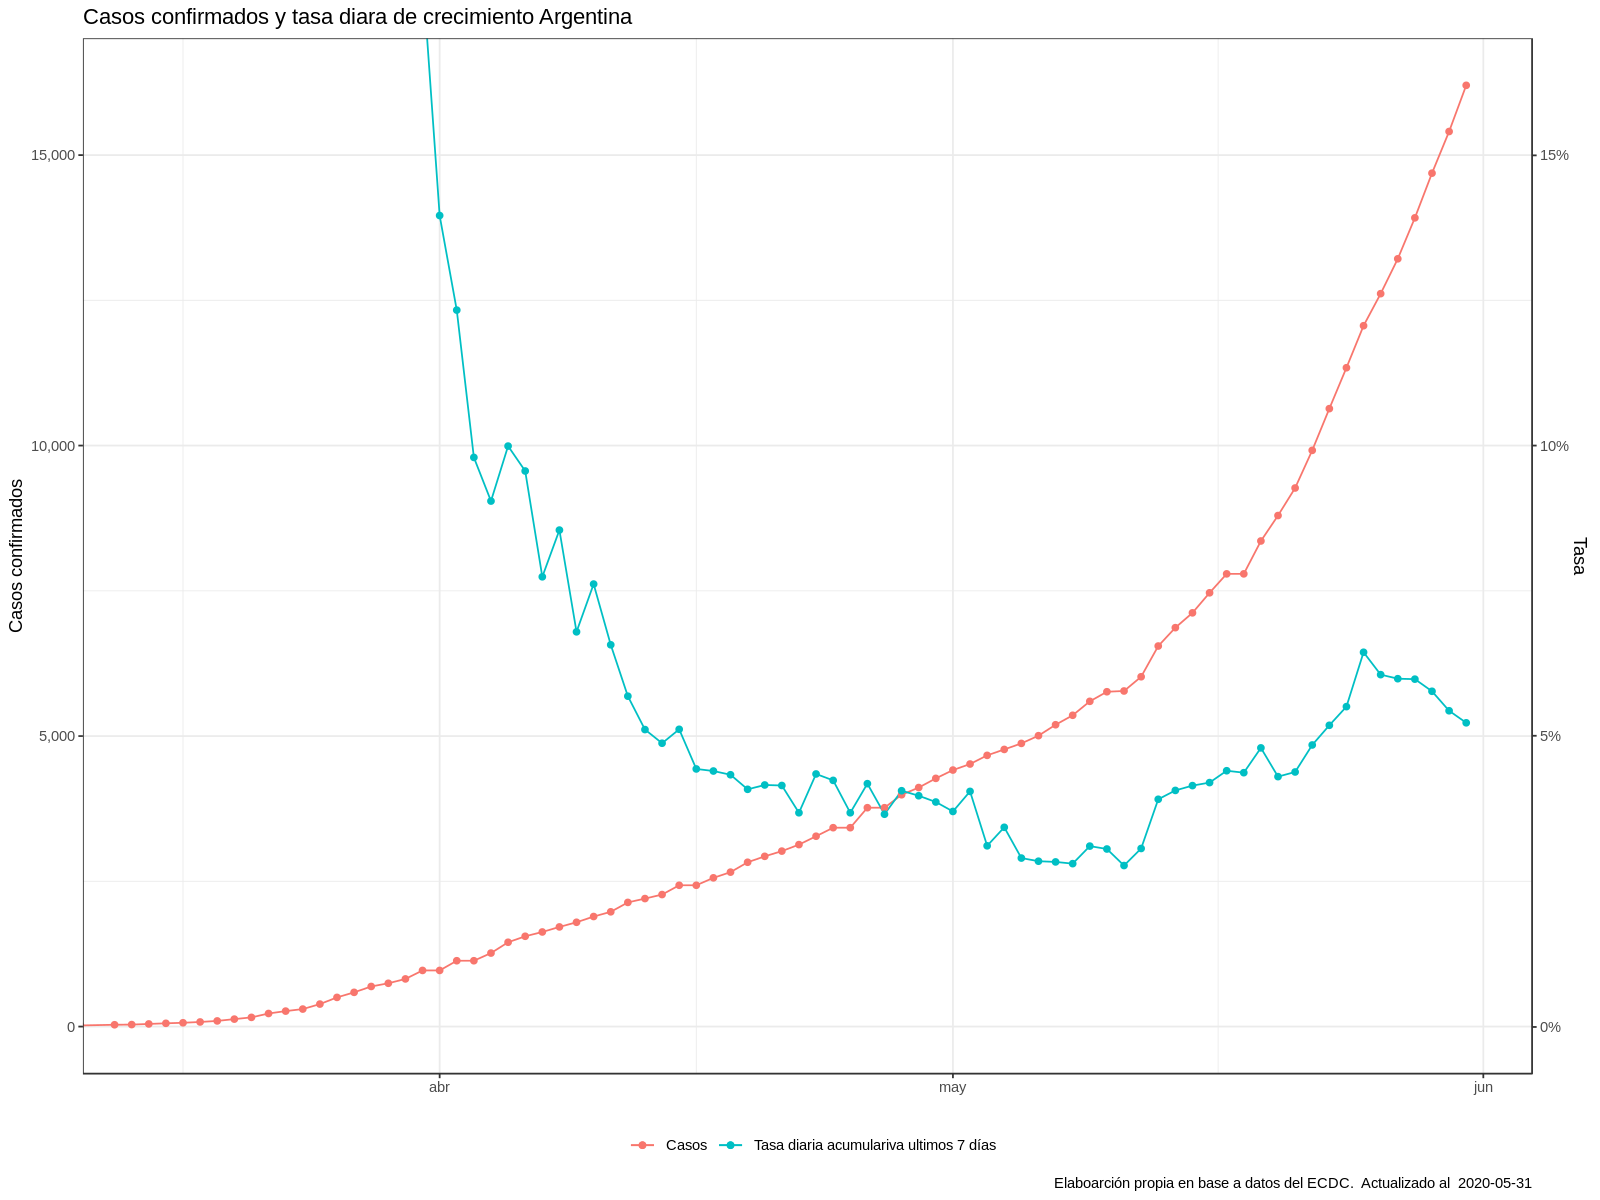 Casos confirmados y tasa diara de crecimiento Argentina
15,000
10,000
5,000
0
15%
10%
5%
0%
Casos confirmados
Tasa
abr
may
jun
Casos
Tasa diaria acumulariva ultimos 7 días
Elaboarción propia en base a datos del ECDC.  Actualizado al  2020-05-31